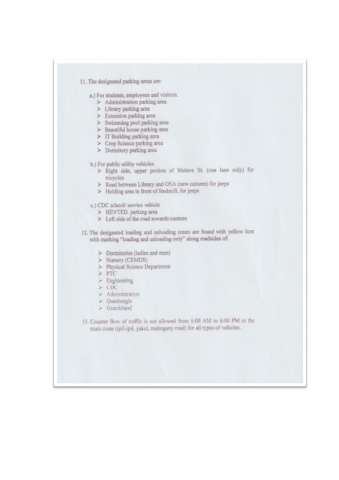 11. The designated parking areas are:
a.) For students, employees and visitors.
➢ Administration parking area
➢ Library parking area
➢ Extension parking area
➢ Swimming pool parking area
➢ Beautiful house parking area
➢ IT Building parking area
➢ Crop Science parking area
➢ Dormitory parking area
b.) For public utility vehicles
➢ Right side, upper portion of Molave St. (one lane only) for
tricycles
➢ Road between Library and OSA (new canteen) for jeeps
➢ Holding area in front of feedmill, for jeeps
c.) CDC school/ service vehicle
➢ HEVTED. parking area
➢ Left side of the road towards canteen
12. The designated loading and unloading zones are found with yellow lane
with marking "loading and unloading only" along roadsides of:
➢ Dormitories (ladies and men)
➢ Nursery (CEMDS)
➢ Physical Science Department
➢ PTC
➢ Engineering
➢ CDC
➢ Administration
➢ Quadrangle
➢ Grandstand
13. Counter flow of traffic is not allowed from 6:00 AM to 6:00 PM in the
main route (ipil-ipil, yakal, mahogany road) for all types of vehicles.